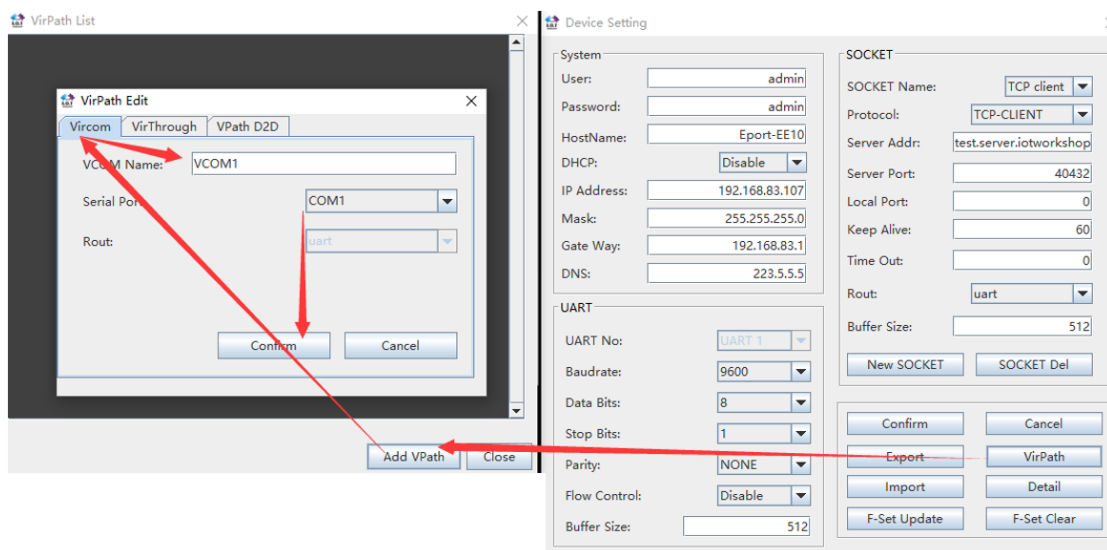 VirPath List
VirPath Edit
Vircom
VirThrough
VPath D2D
VCOM Name:
VCOM1
Serial Port:
COM1
Rout:
uart
Confirm
Cancel
Add VPath
Close
Device Setting
System
User:
admin
Password:
admin
HostName:
Eport-EE10
DHCP:
Disable
IP Address:
192.168.83.107
Mask:
255.255.255.0
Gate Way:
192.168.83.1
DNS:
223.5.5.5
UART
UART No:
UART 1
Baudrate:
9600
Data Bits:
8
Stop Bits:
1
Parity:
NONE
Flow Control:
Disable
Buffer Size:
512
SOCKET
SOCKET Name:
TCP client
Protocol:
TCP-CLIENT
Server Addr:
test.server.iotworkshop
Server Port:
40432
Local Port:
0
Keep Alive:
60
Time Out:
0
Rout:
uart
Buffer Size:
512
New SOCKET
SOCKET Del
Confirm
Cancel
Export
VirPath
Import
Detail
F-Set Update
F-Set Clear